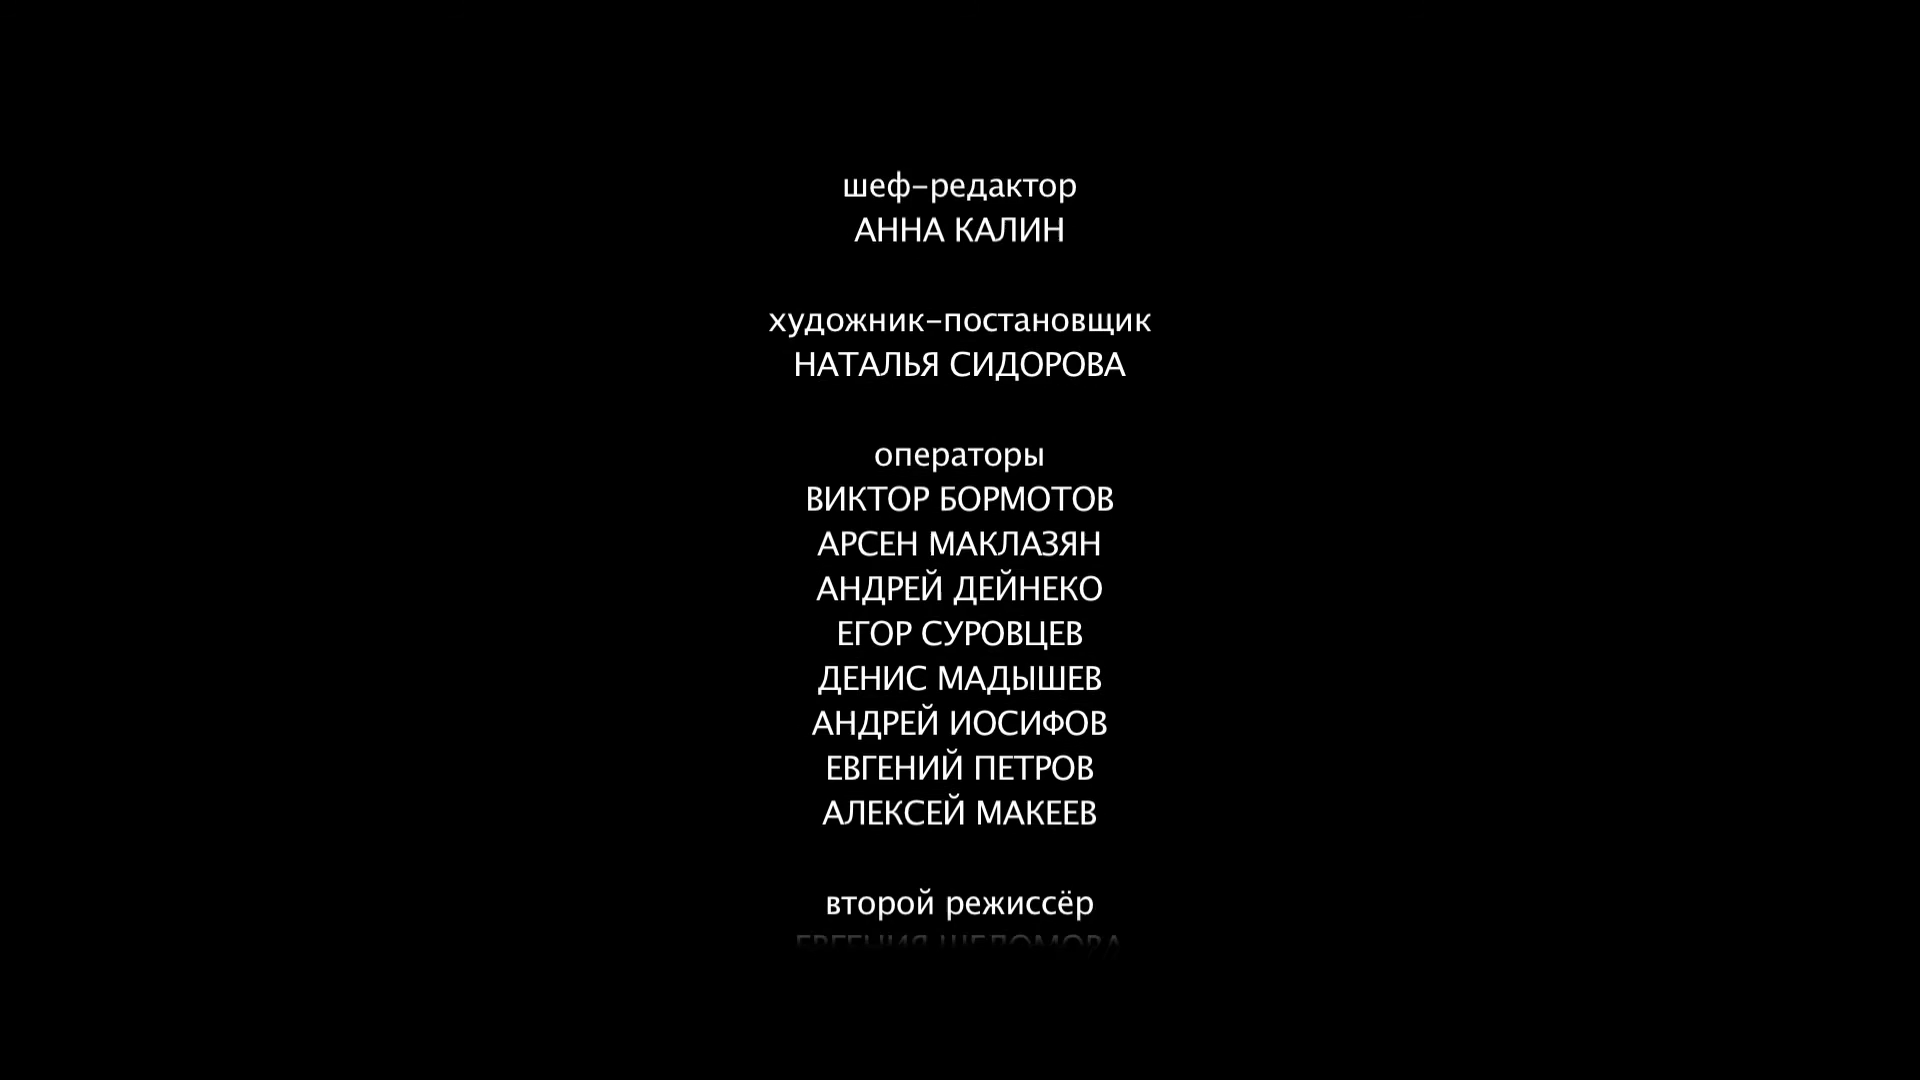 шеф-редактор
АННА КАЛИН
художник-постановщик
НАТАЛЬЯ СИДОРОВА
операторы
ВИКТОР БОРМОТОВ
АРСЕН МАКЛАЗЯН
АНДРЕЙ ДЕЙНЕКО
ЕГОР СУРОВЦЕВ
ДЕНИС МАДЫШЕВ
АНДРЕЙ ИОСИФОВ
ЕВГЕНИЙ ПЕТРОВ
АЛЕКСЕЙ МАКЕЕВ
второй режиссёр
ЕВГЕНИЯ